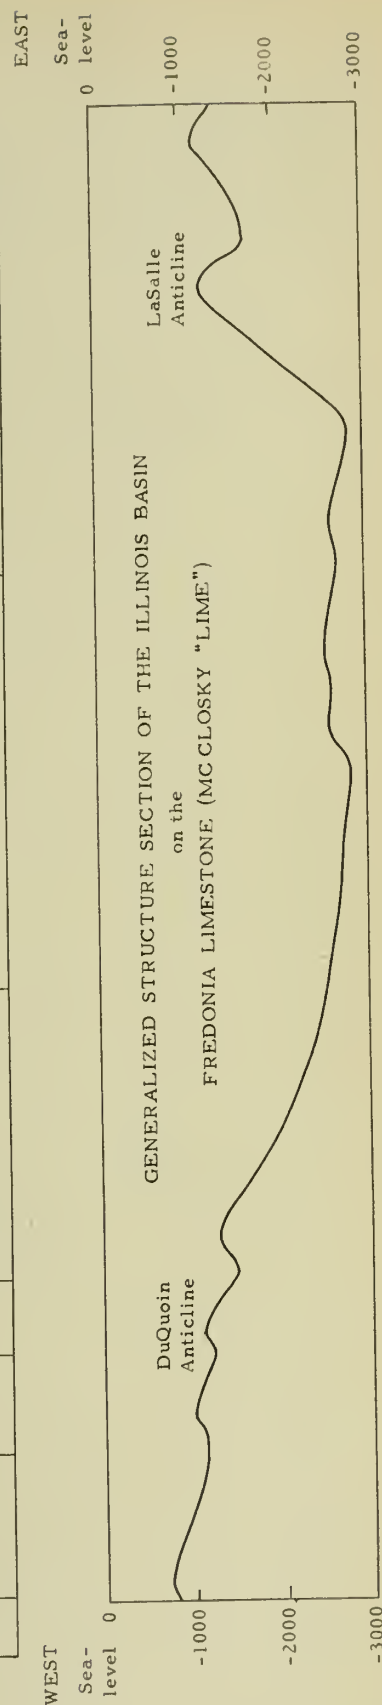 WEST
EAST
Sea-
level
Sea-
level
0
-1000
-2000
-3000
0
-1000
-2000
-3000
DuQuoin
Anticline
LaSalle
Anticline
GENERALIZED STRUCTURE SECTION OF THE ILLINOIS BASIN
on the
FREDONIA LIMESTONE (MC CLOSKY "LIME")